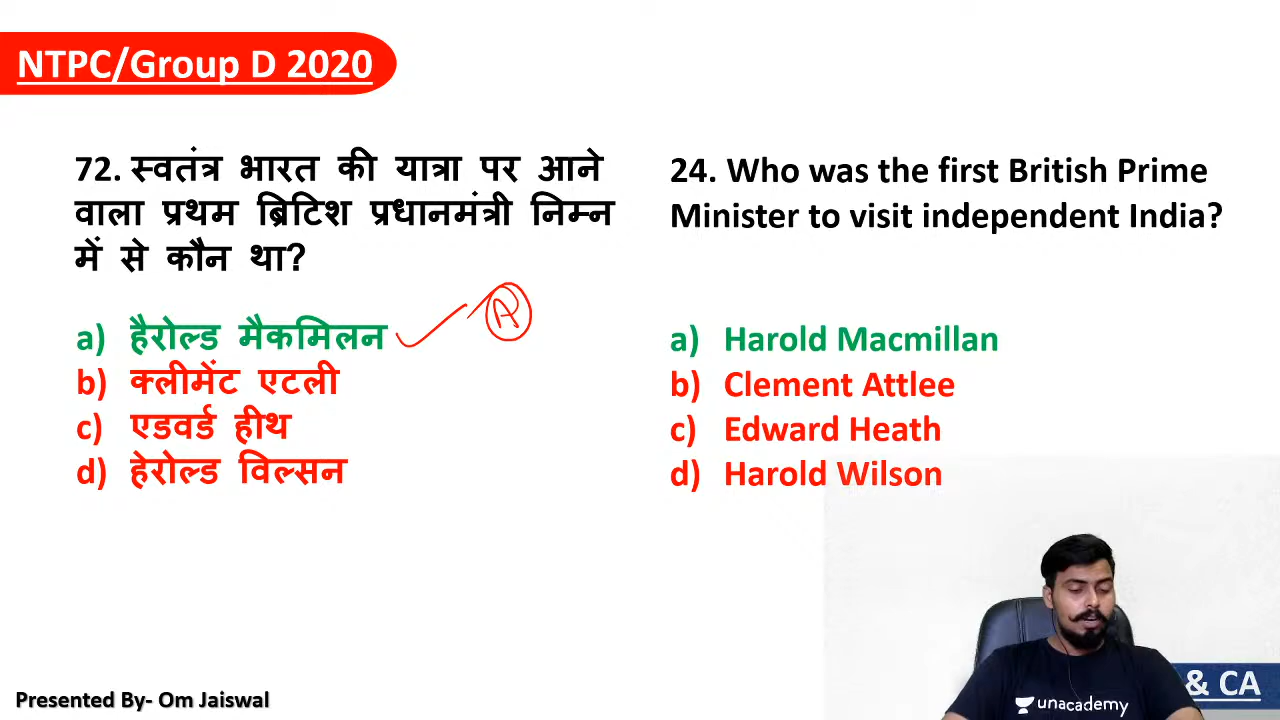 NTPC/Group D 2020
72. स्वतंत्र भारत की यात्रा पर आने
वाला प्रथम ब्रिटिश प्रधानमंत्री निम्न
में से कौन था?
a) हैरोल्ड मैकमिलन
b) क्लीमेंट एटली
c) एडवर्ड हीथ
d) हेरोल्ड विल्सन
A
24. Who was the first British Prime
Minister to visit independent India?
a) Harold Macmillan
b) Clement Attlee
c) Edward Heath
d) Harold Wilson
Presented By- Om Jaiswal
unacademy
& CA